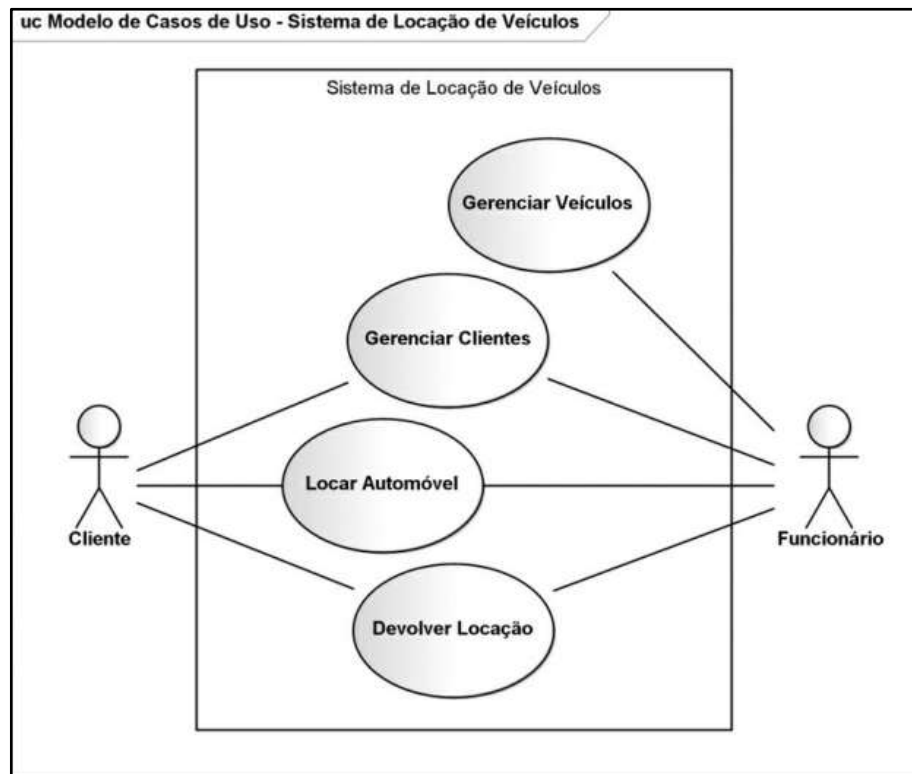 uc Modelo de Casos de Uso - Sistema de Locação de Veículos
Sistema de Locação de Veículos
Gerenciar Veículos
Gerenciar Clientes
Locar Automóvel
Cliente
Funcionário
Devolver Locação